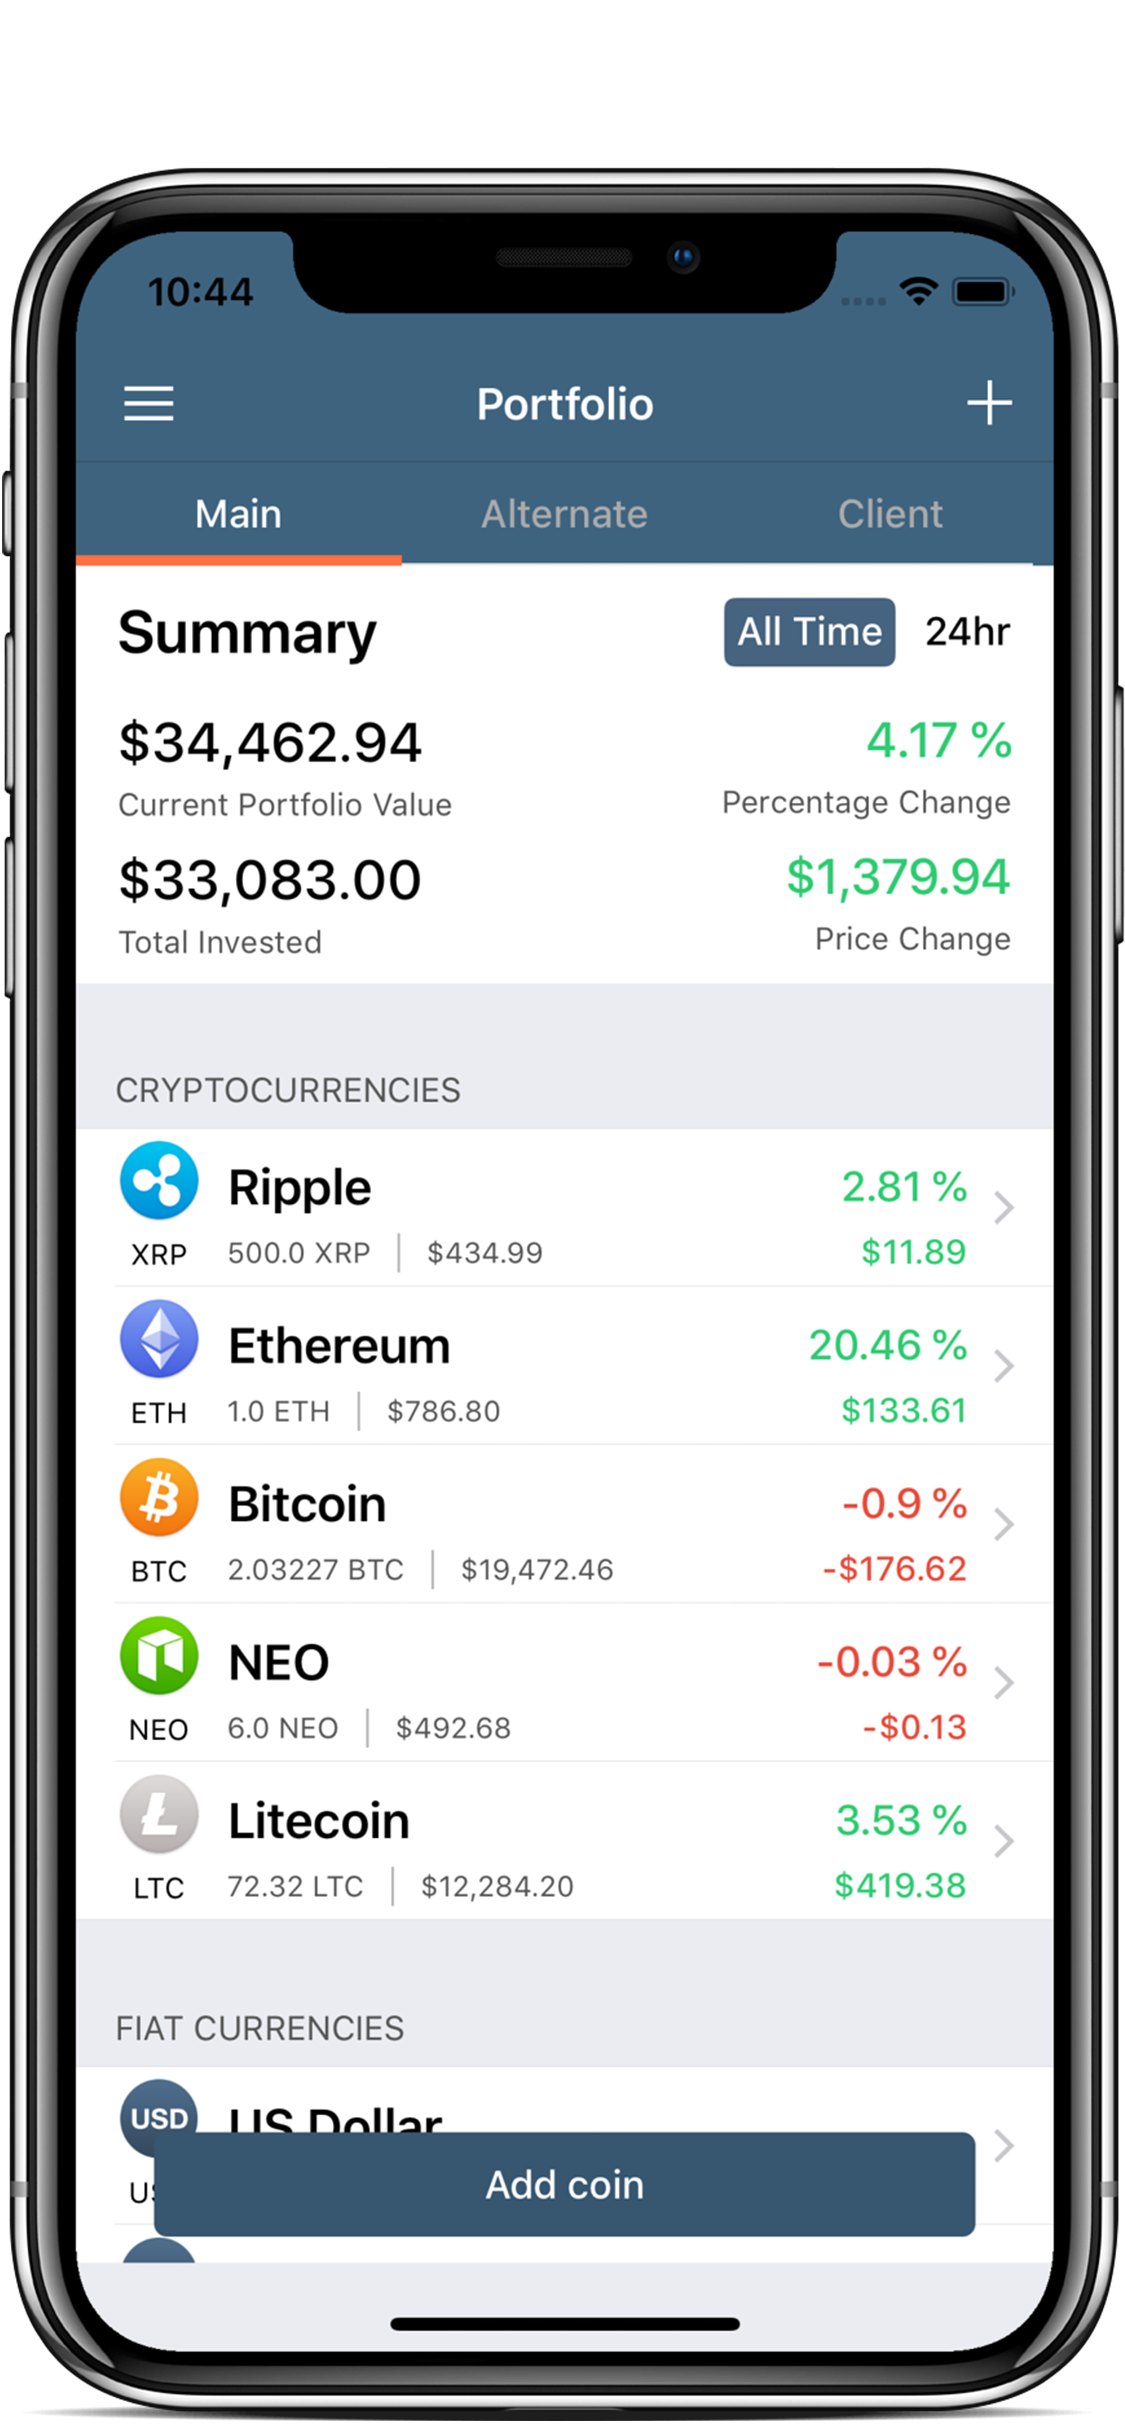 10:44
Portfolio
Main Alternate Client
Summary All Time 24hr
$34,462.94 4.17 %
Current Portfolio Value Percentage Change
$33,083.00 $1,379.94
Total Invested Price Change
CRYPTOCURRENCIES
Ripple 2.81 %
XRP 500.0 XRP $434.99 $11.89
Ethereum 20.46 %
ETH 1.0 ETH $786.80 $133.61
Bitcoin -0.9 %
BTC 2.03227 BTC $19,472.46 -$176.62
NEO -0.03 %
NEO 6.0 NEO $492.68 -$0.13
Litecoin 3.53 %
LTC 72.32 LTC $12,284.20 $419.38
FIAT CURRENCIES
USD US Dollar
Add coin